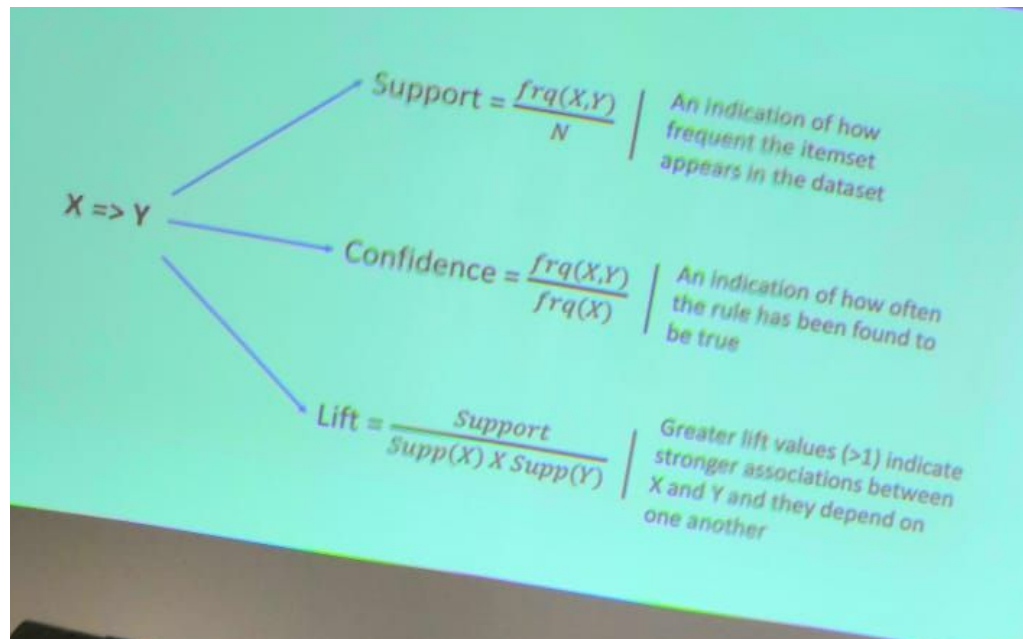 X => Y
Support = frq(X,Y) / N
An indication of how
frequent the itemset
appears in the dataset
Confidence = frq(X,Y) / frq(X)
An indication of how often
the rule has been found to
be true
Lift = Support / Supp(X) X Supp(Y)
Greater lift values (>1) indicate
stronger associations between
X and Y and they depend on
one another